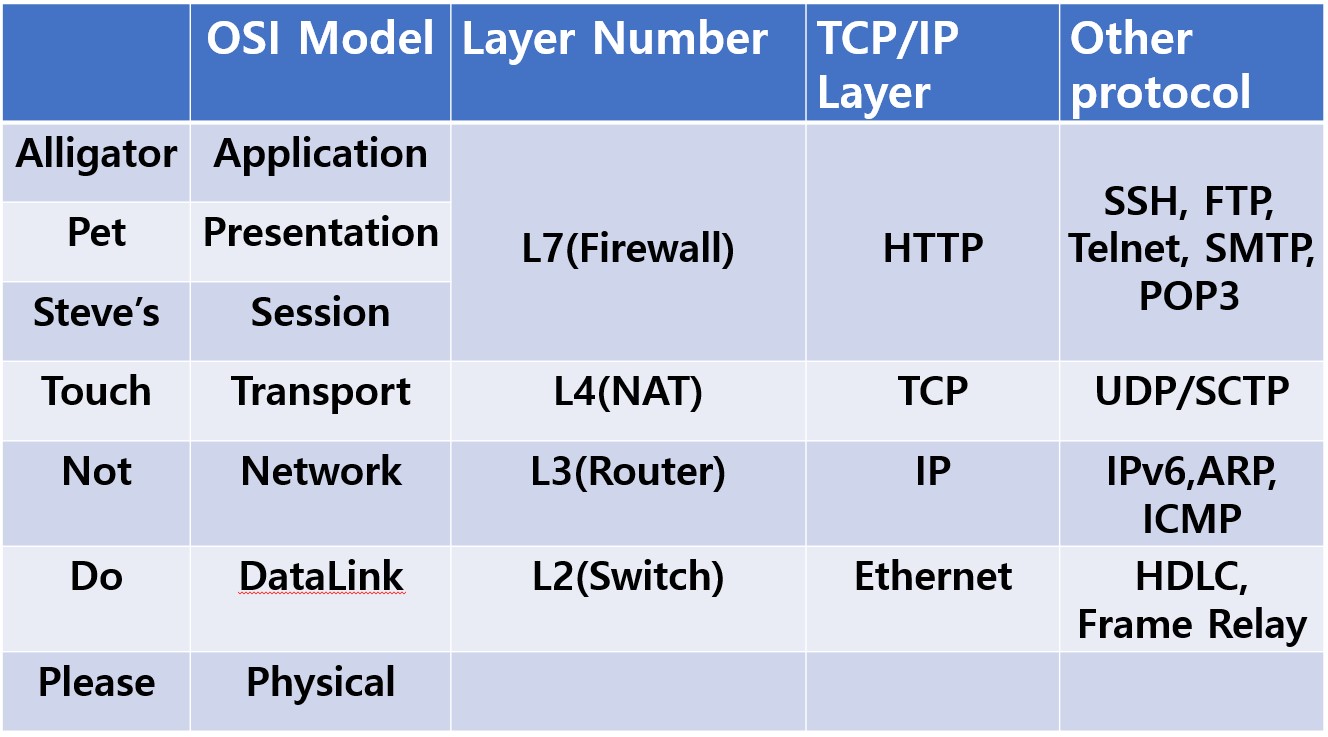 OSI Model Layer Number TCP/IP Layer Other protocol
Alligator Application
Pet Presentation
Steve's Session
L7(Firewall) HTTP
SSH, FTP,
Telnet, SMTP,
POP3
Touch Transport L4(NAT) TCP UDP/SCTP
Not Network L3(Router) IP IPv6,ARP,
ICMP
Do DataLink L2(Switch) Ethernet HDLC,
Frame Relay
Please Physical